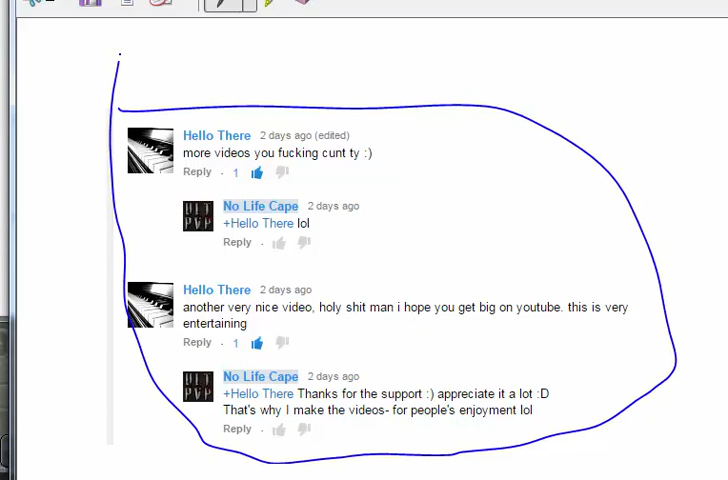 Hello There 2 days ago (edited)
more videos you fucking cunt ty :)
Reply · 1
No Life Cape 2 days ago
+Hello There lol
Reply ·
Hello There 2 days ago
another very nice video, holy shit man i hope you get big on youtube. this is very
entertaining
Reply · 1
No Life Cape 2 days ago
+Hello There Thanks for the support :) appreciate it a lot :D
That's why I make the videos- for people's enjoyment lol
Reply ·